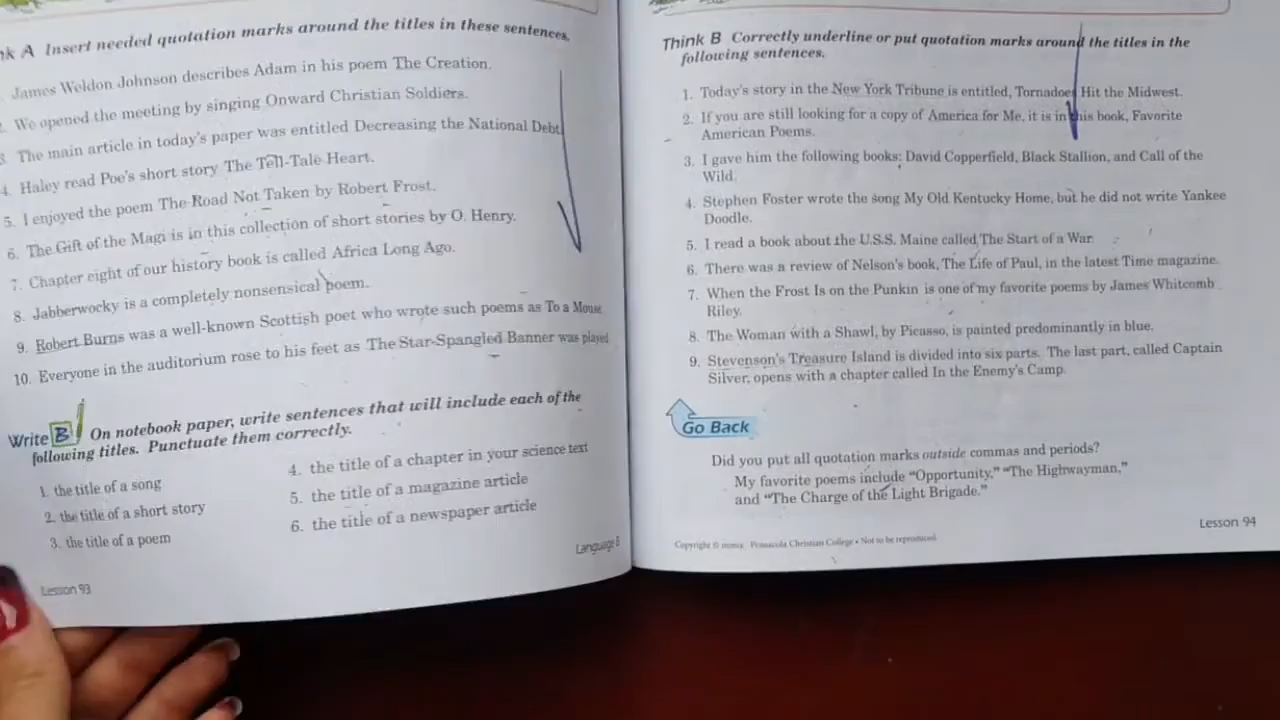 A Insert needed quotation marks around the titles in these sentences.
James Weldon Johnson describes Adam in his poem The Creation.
We opened the meeting by singing Onward Christian Soldiers.
The main article in today's paper was entitled Decreasing the National Debt
4. Haley read Poe's short story The Tell-Tale Heart.
5. I enjoyed the poem The Road Not Taken by Robert Frost.
6. The Gift of the Magi is in this collection of short stories by O. Henry.
7. Chapter eight of our history book is called Africa Long Ago.
8. Jabberwocky is a completely nonsensical poem.
9. Robert Burns was a well-known Scottish poet who wrote such poems as To a Mouse
10. Everyone in the auditorium rose to his feet as The Star-Spangled Banner was played
Write B On notebook paper, write sentences that will include each of the
following titles. Punctuate them correctly.
1. the title of a song
2. the title of a short story
3. the title of a poem
4. the title of a chapter in your science text
5. the title of a magazine article
6. the title of a newspaper article
Lesson 93
Language B
Think B Correctly underline or put quotation marks around the titles in the
following sentences.
1. Today's story in the New York Tribune is entitled, Tornadoes Hit the Midwest.
2. If you are still looking for a copy of America for Me, it is in this book, Favorite
American Poems.
3. I gave him the following books: David Copperfield, Black Stallion, and Call of the
Wild.
4. Stephen Foster wrote the song My Old Kentucky Home, but he did not write Yankee
Doodle.
5. I read a book about the U.S.S. Maine called The Start of a War.
6. There was a review of Nelson's book, The Life of Paul, in the latest Time magazine.
7. When the Frost Is on the Punkin is one of my favorite poems by James Whitcomb
Riley.
8. The Woman with a Shawl, by Picasso, is painted predominantly in blue.
9. Stevenson's Treasure Island is divided into six parts. The last part, called Captain
Silver, opens with a chapter called In the Enemy's Camp.
Go Back
Did you put all quotation marks outside commas and periods?
My favorite poems include “Opportunity,” “The Highwayman,”
and “The Charge of the Light Brigade.”
Lesson 94
Copyright © Pensacola Christian College • Not to be reproduced.